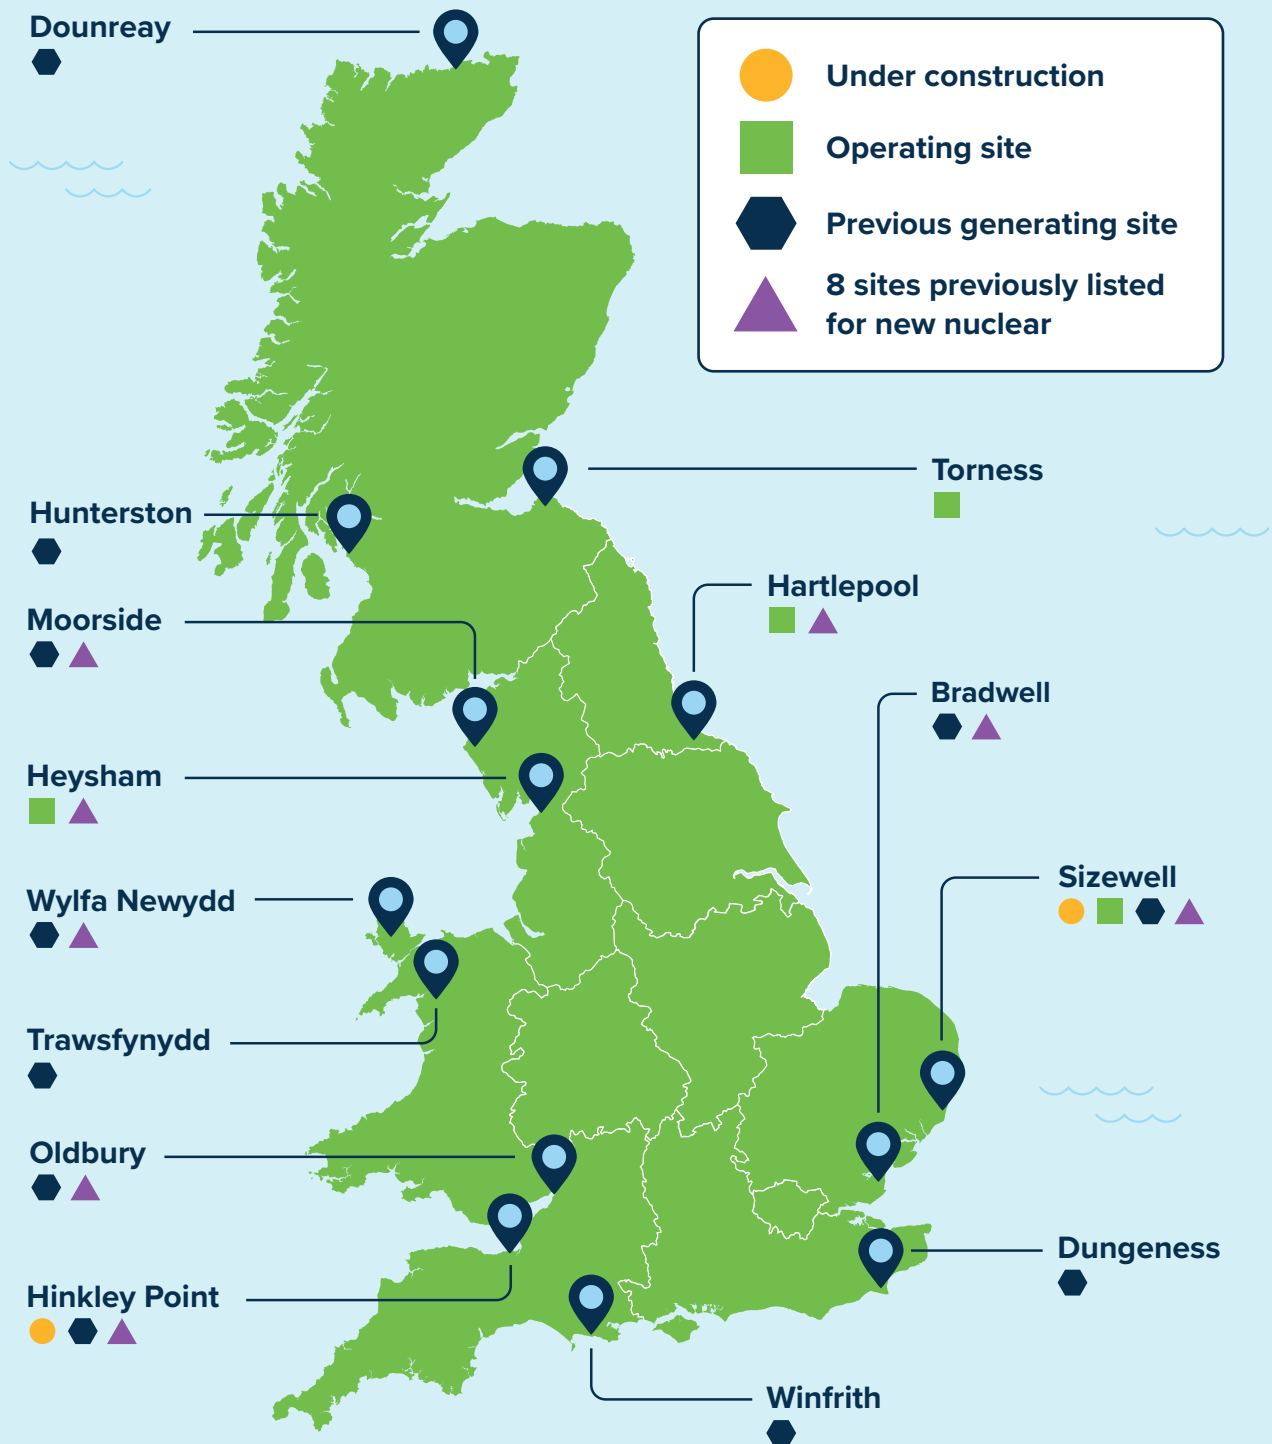 Dounreay
Under construction
Operating site
Previous generating site
8 sites previously listed
for new nuclear
Torness
Hunterston
Hartlepool
Moorside
Bradwell
Heysham
Sizewell
Wylfa Newydd
Trawsfynydd
Oldbury
Dungeness
Hinkley Point
Winfrith